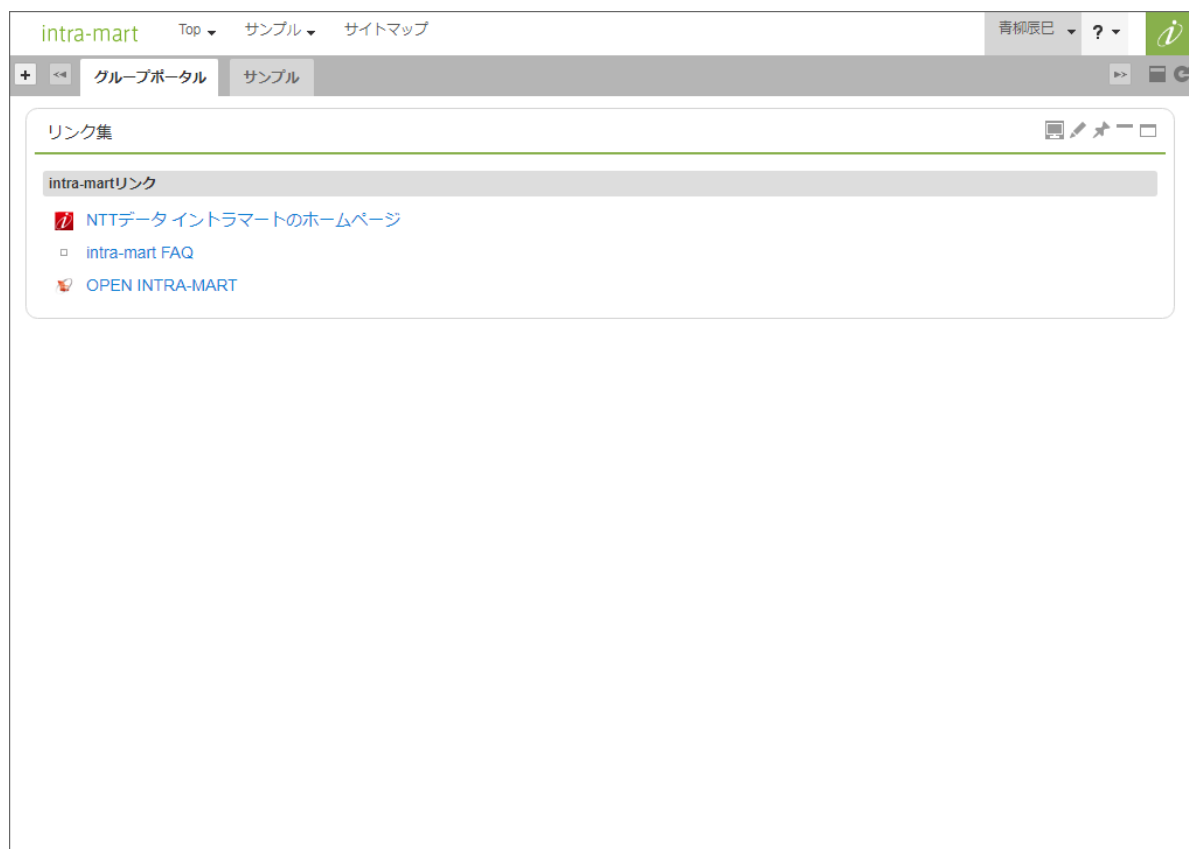 intra-mart Top サンプル サイトマップ 青柳辰巳 ?
+ グループポータル サンプル
リンク集
intra-martリンク
NTTデータ イントラマートのホームページ
intra-mart FAQ
OPEN INTRA-MART